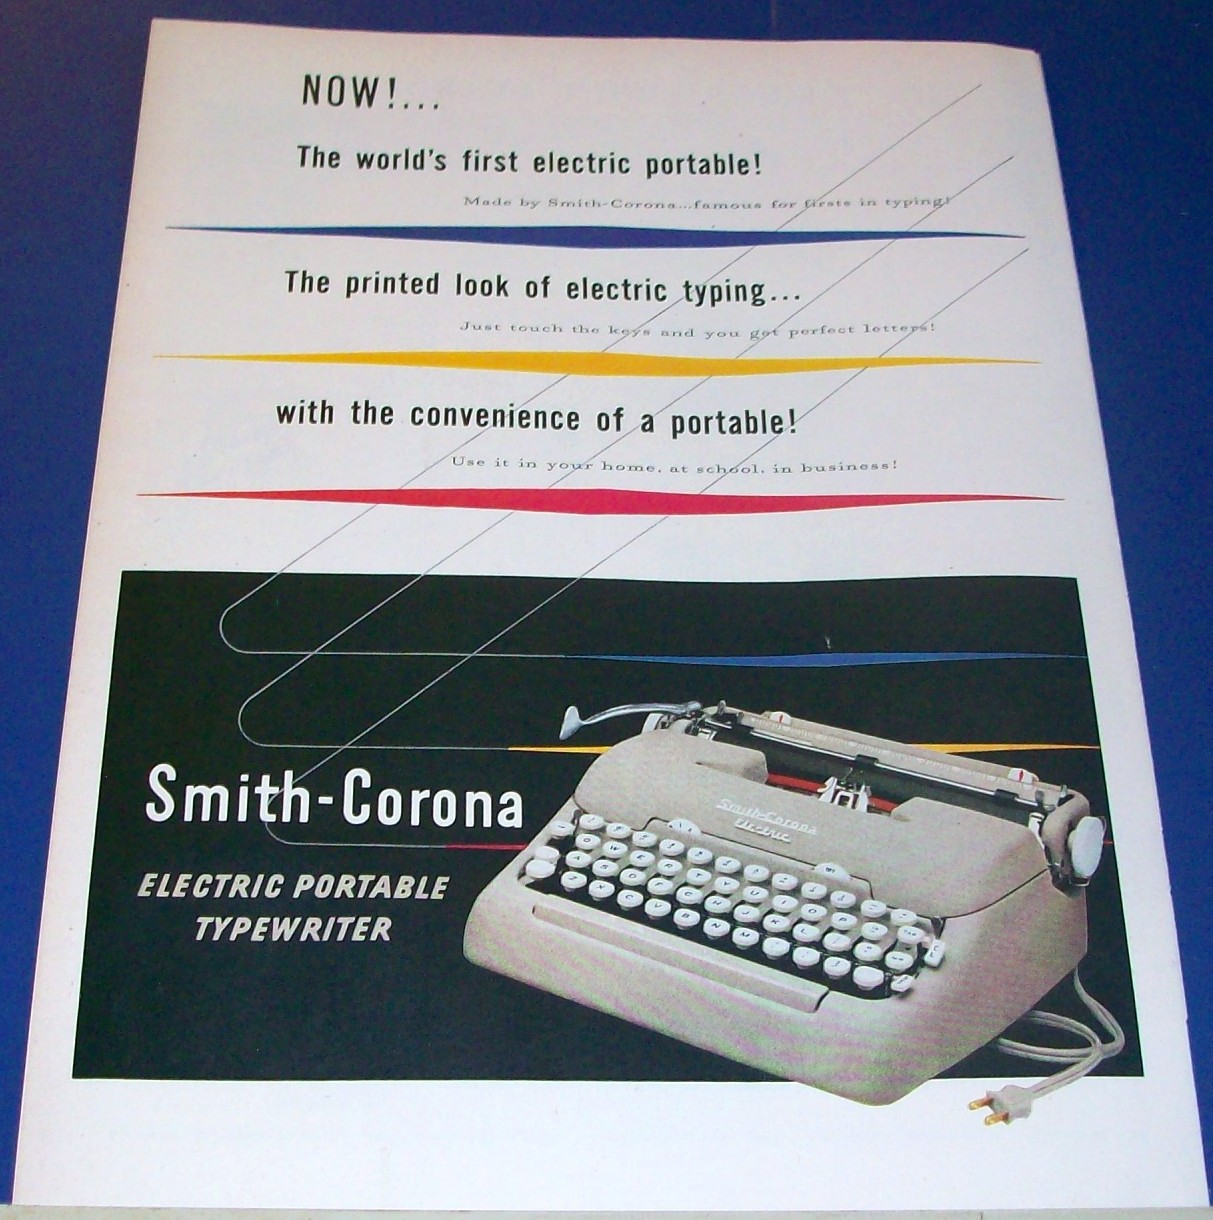 NOW!...
The world's first electric portable!
Made by Smith-Corona...famous for firsts in typing!
The printed look of electric typing...
Just touch the keys and you get perfect letters!
with the convenience of a portable!
Use it in your home, at school, in business!
Smith-Corona
ELECTRIC PORTABLE
TYPEWRITER
Smith-Corona
Electric